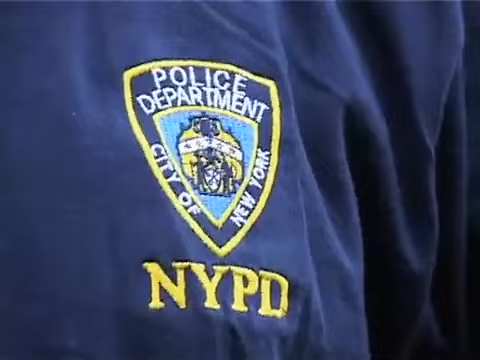 POLICE
DEPARTMENT
CITY OF
NEW YORK
NYPD